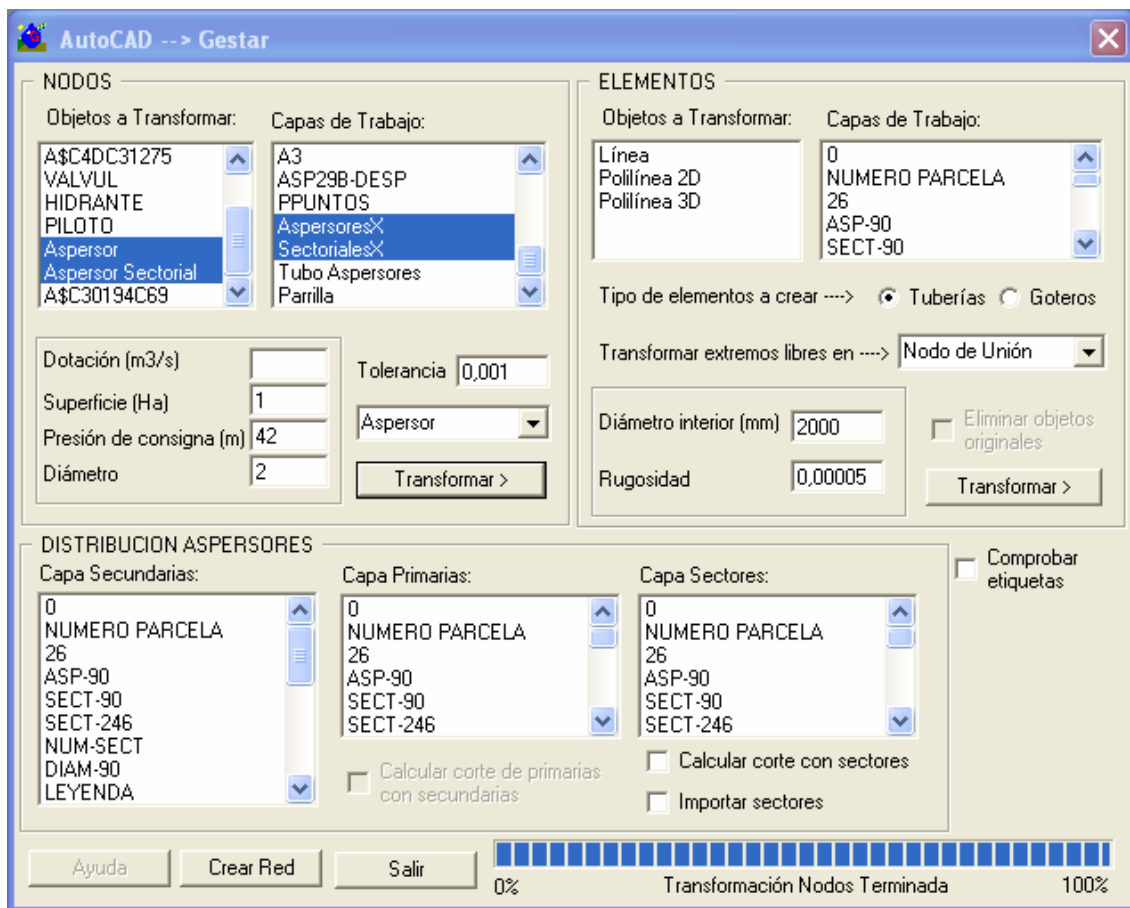 AutoCAD --> Gestar
NODOS
Objetos a Transformar:
A$C4DC31275
VALVUL
HIDRANTE
PILOTO
Aspersor
Aspersor Sectorial
A$C30194C69
Capas de Trabajo:
A3
ASP29B-DESP
PPUNTOS
AspersoresX
SectorialesX
Tubo Aspersores
Parrilla
Dotación (m3/s)
Superficie (Ha) 1
Presión de consigna (m) 42
Diámetro 2
Tolerancia 0,001
Aspersor
Transformar >
ELEMENTOS
Objetos a Transformar:
Línea
Polilínea 2D
Polilínea 3D
Capas de Trabajo:
0
NUMERO PARCELA
26
ASP-90
SECT-90
Tipo de elementos a crear ----> Tuberías Goteros
Transformar extremos libres en ----> Nodo de Unión
Diámetro interior (mm) 2000
Rugosidad 0,00005
Eliminar objetos
originales
Transformar >
DISTRIBUCION ASPERSORES
Capa Secundarias:
0
NUMERO PARCELA
26
ASP-90
SECT-90
SECT-246
NUM-SECT
DIAM-90
LEYENDA
Capa Primarias:
0
NUMERO PARCELA
26
ASP-90
SECT-90
SECT-246
Calcular corte de primarias
con secundarias
Capa Sectores:
0
NUMERO PARCELA
26
ASP-90
SECT-90
SECT-246
Calcular corte con sectores
Importar sectores
Comprobar
etiquetas
Ayuda
Crear Red
Salir
0% Transformación Nodos Terminada 100%